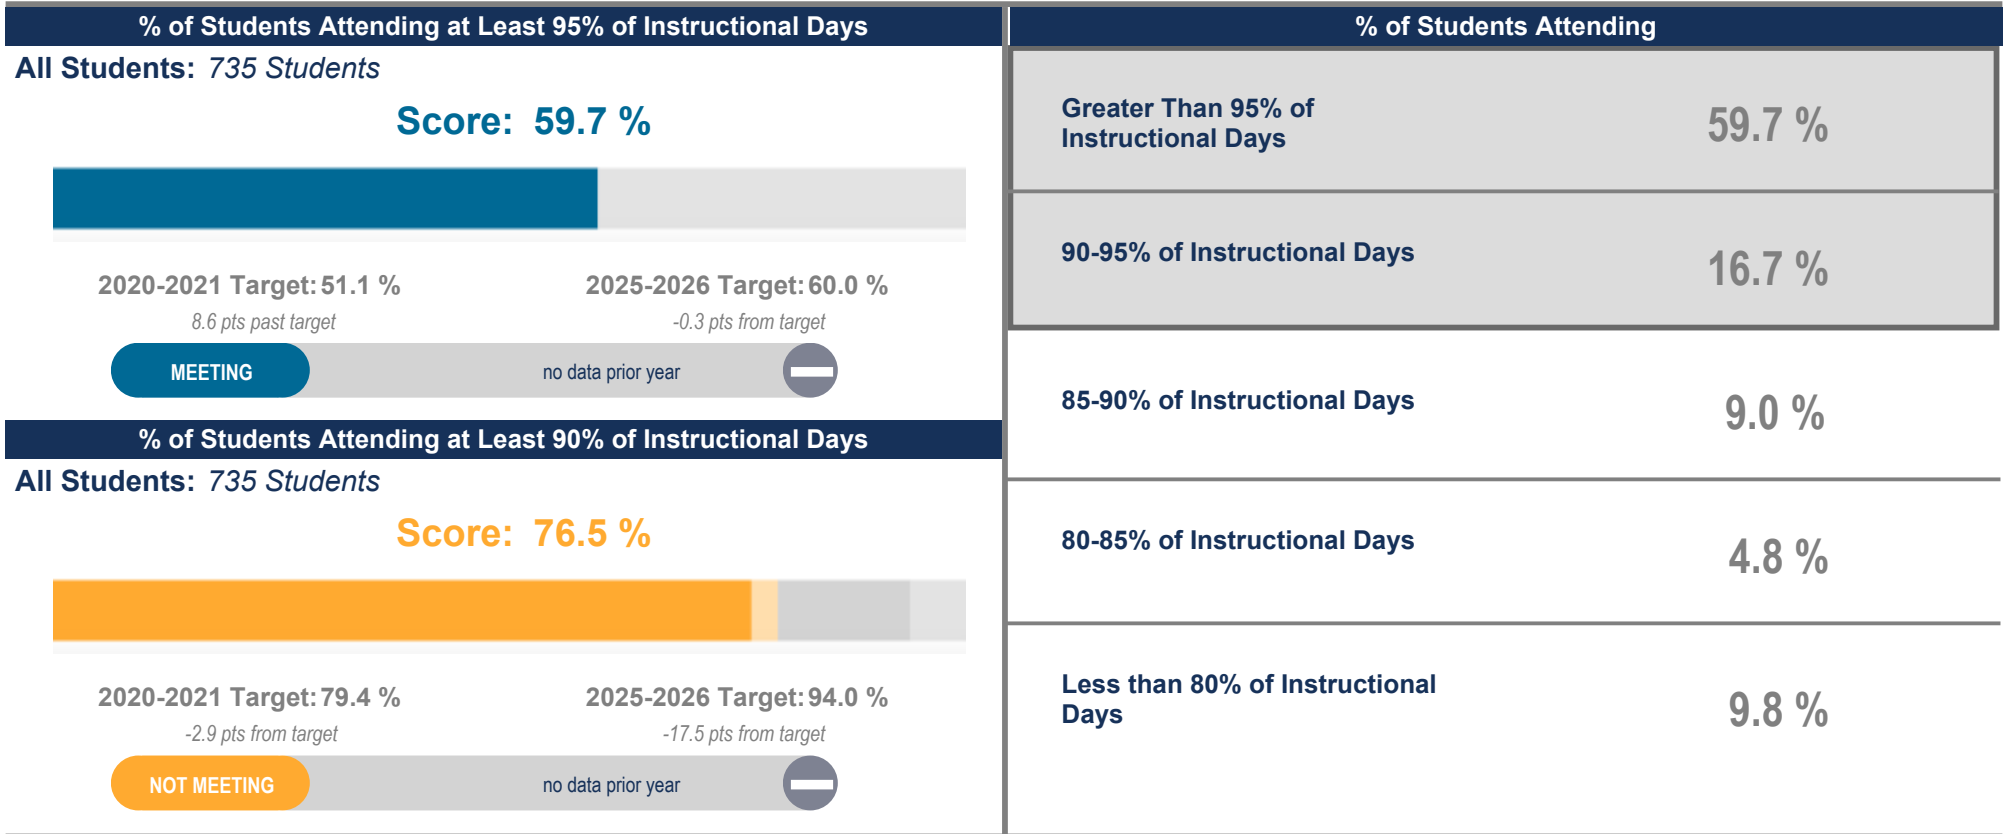 % of Students Attending at Least 95% of Instructional Days
All Students: 735 Students
Score: 59.7 %
2020-2021 Target: 51.1 %
8.6 pts past target
2025-2026 Target: 60.0 %
-0.3 pts from target
MEETING
no data prior year
% of Students Attending at Least 90% of Instructional Days
All Students: 735 Students
Score: 76.5 %
2020-2021 Target: 79.4 %
-2.9 pts from target
2025-2026 Target: 94.0 %
-17.5 pts from target
NOT MEETING
no data prior year
% of Students Attending
Greater Than 95% of
Instructional Days
59.7 %
90-95% of Instructional Days
16.7 %
85-90% of Instructional Days
9.0 %
80-85% of Instructional Days
4.8 %
Less than 80% of Instructional
Days
9.8 %